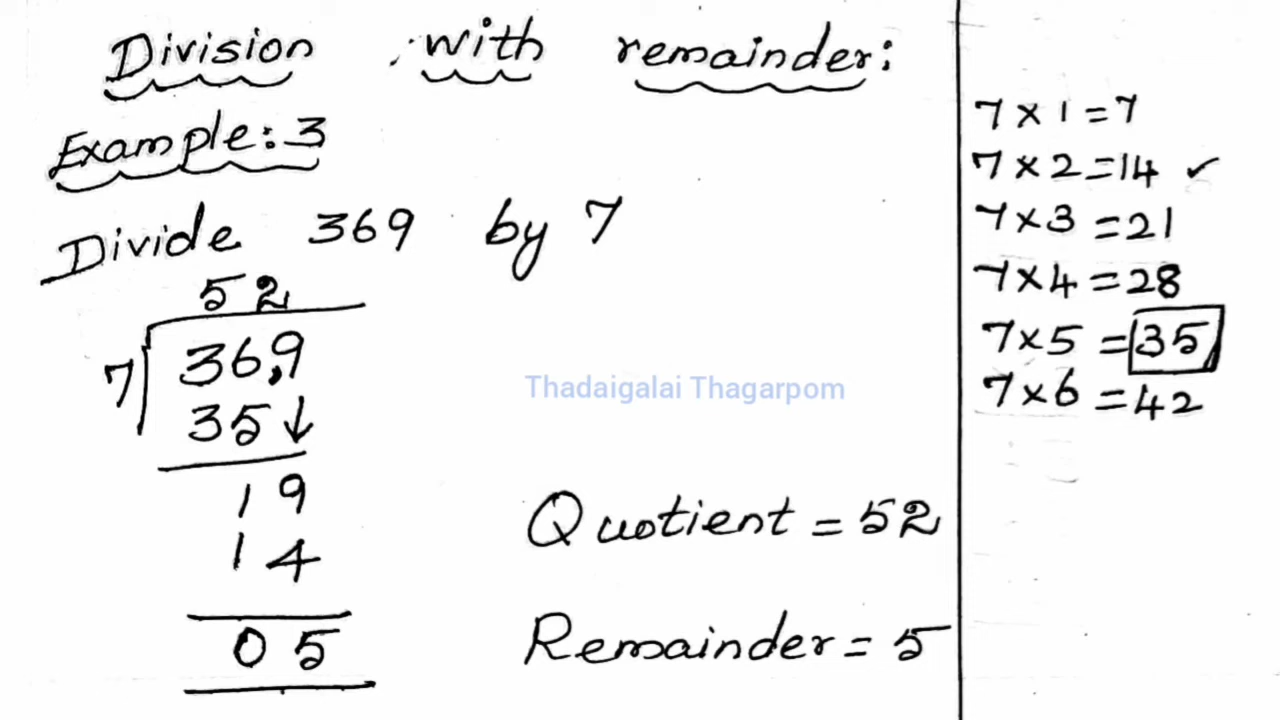 Division with remainder:
Example: 3
Divide 369 by 7
52
7 369
35 ↓
19
14
05
Thadaigalai Thagarpom
Quotient = 52
Remainder = 5
7 × 1 = 7
7 × 2 = 14 ✓
7 × 3 = 21
7 × 4 = 28
7 × 5 = 35
7 × 6 = 42